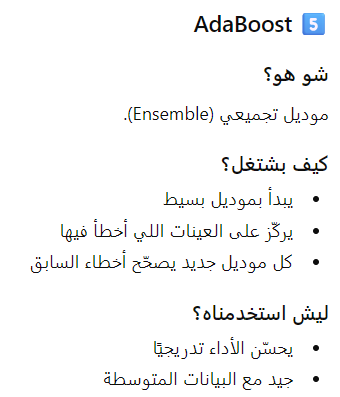 5️⃣ AdaBoost
شو هو؟
موديل تجميعي (Ensemble).
كيف بشتغل؟
• يبدأ بموديل بسيط
• يركّز على العينات اللي أخطأ فيها
• كل موديل جديد يصحّح أخطاء السابق
ليش استخدمناه؟
• يحسّن الأداء تدريجيًا
• جيد مع البيانات المتوسطة